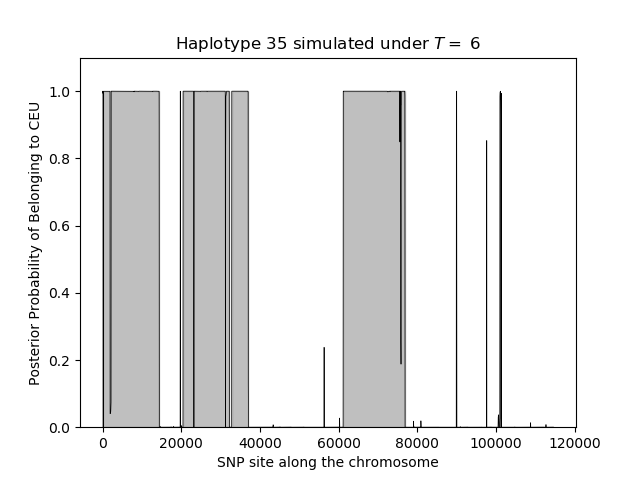 Haplotype 35 simulated under T = 6
Posterior Probability of Belonging to CEU
1.0
0.8
0.6
0.4
0.2
0.0
0 20000 40000 60000 80000 100000 120000
SNP site along the chromosome